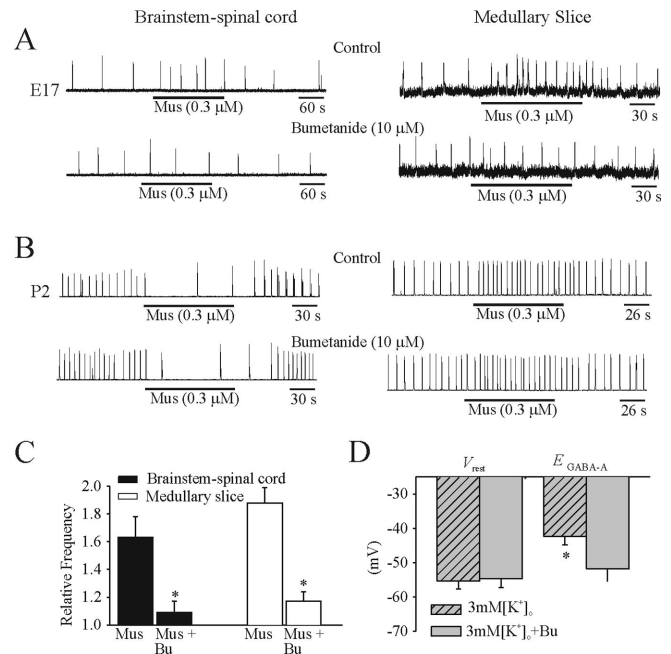 Brainstem-spinal cord Medullary Slice
A
Control
E17
Mus (0.3 μM) 60 s
Mus (0.3 μM) 30 s
Bumetanide (10 μM)
Mus (0.3 μM) 60 s
Mus (0.3 μM) 30 s
B
Control
P2
Mus (0.3 μM) 30 s
Mus (0.3 μM) 26 s
Bumetanide (10 μM)
Mus (0.3 μM) 30 s
Mus (0.3 μM) 26 s
C
Relative Frequency
2.0
1.8
1.6
1.4
1.2
1.0
Brainstem-spinal cord
Medullary slice
*
*
Mus Mus + Bu Mus Mus + Bu
D
Vrest EGABA-A
(mV)
-30
-40
-50
-60
-70
*
3mM[K+]o
3mM[K+]o+Bu